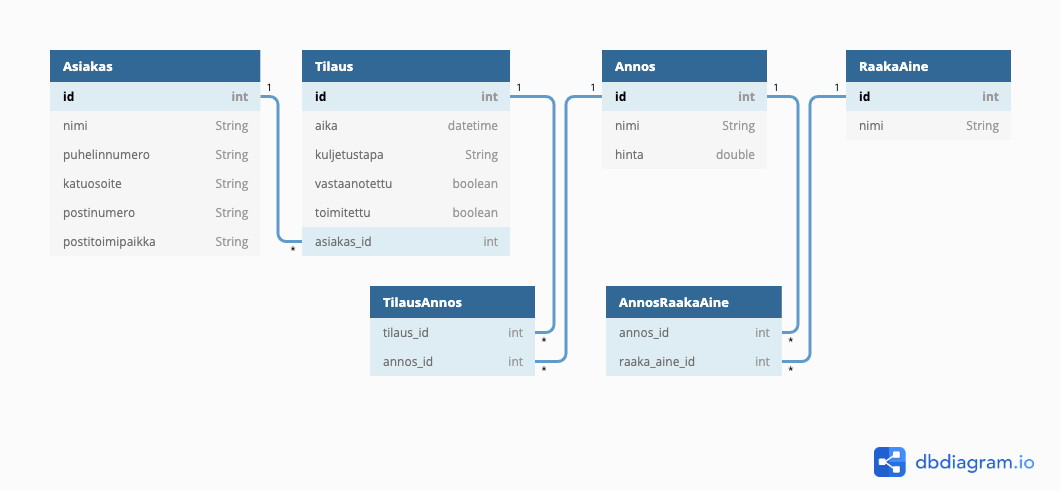 Asiakas
id int
nimi String
puhelinnumero String
katuosoite String
postinumero String
postitoimipaikka String
1
*
Tilaus
id int
aika datetime
kuljetustapa String
vastaanotettu boolean
toimitettu boolean
asiakas_id int
1
1
Annos
id int
nimi String
hinta double
1
1
RaakaAine
id int
nimi String
TilausAnnos
tilaus_id int
*
annos_id int
*
AnnosRaakaAine
annos_id int
*
raaka_aine_id int
*
dbdiagram.io